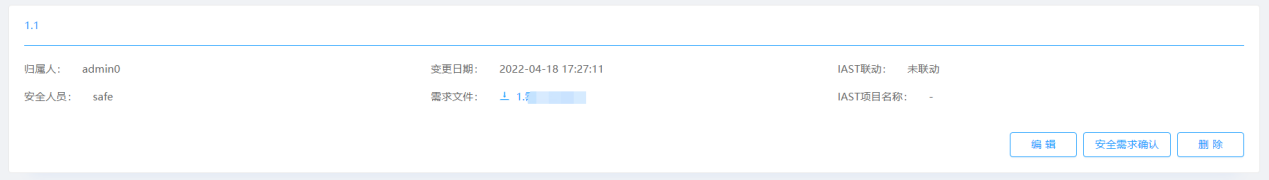 1.1
归属人： admin0 变更日期： 2022-04-18 17:27:11 IAST联动： 未联动
安全人员： safe 需求文件： 1. IAST项目名称： -
编 辑 安全需求确认 删 除